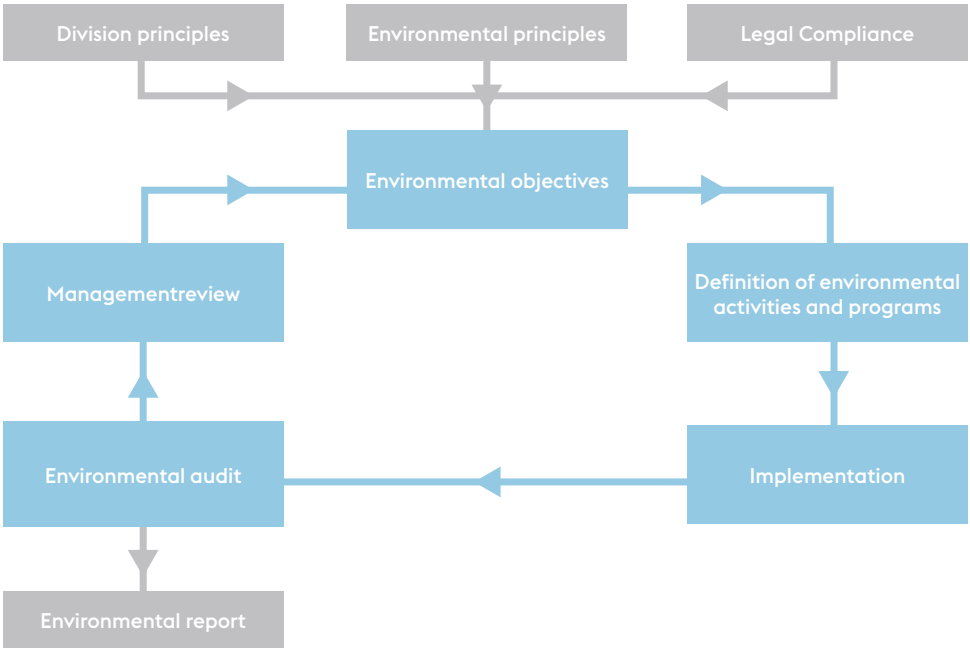 Division principles
Environmental principles
Legal Compliance
Environmental objectives
Managementreview
Definition of environmental
activities and programs
Environmental audit
Implementation
Environmental report